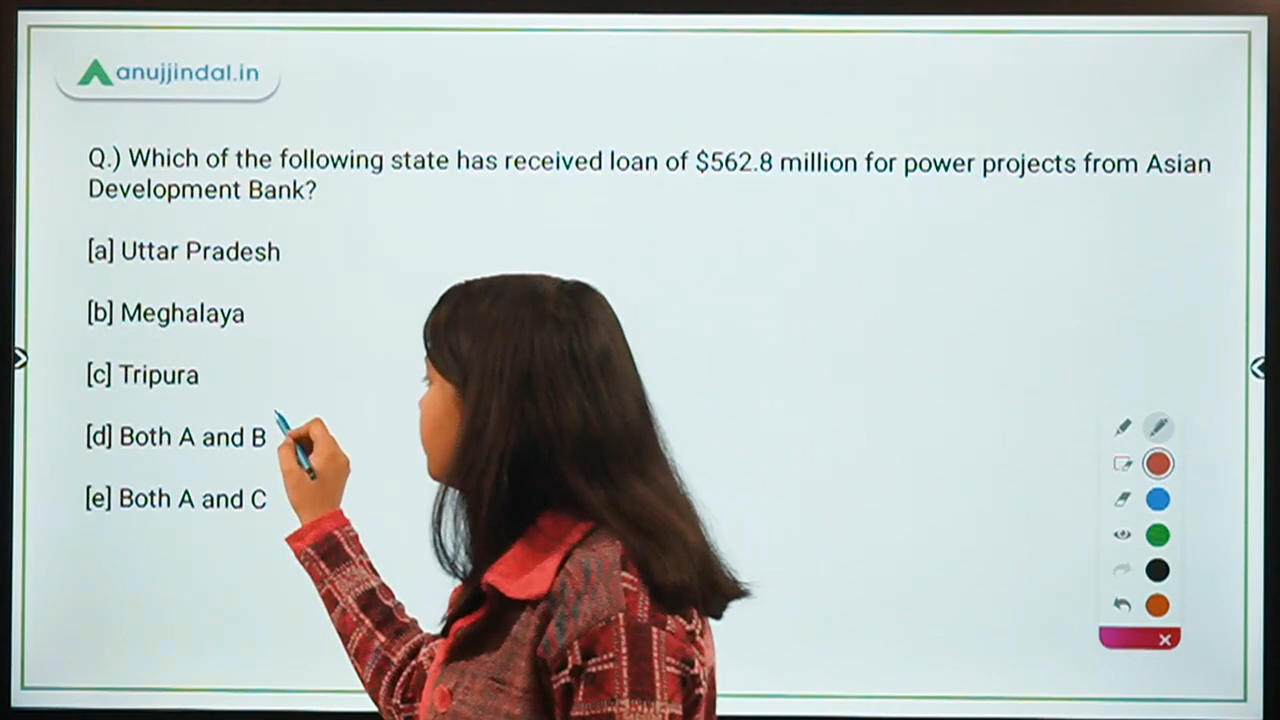 anujjindal.in
Q.) Which of the following state has received loan of $562.8 million for power projects from Asian
Development Bank?
[a] Uttar Pradesh
[b] Meghalaya
[c] Tripura
[d] Both A and B
[e] Both A and C